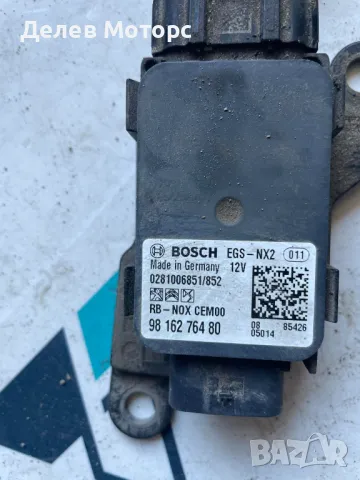 Делев Моторс
BOSCH EGS-NX2 011
Made in Germany 12V
0281006851/852
RB-NOX CEM00
98 162 764 80
08 85426
05014
BAZAR